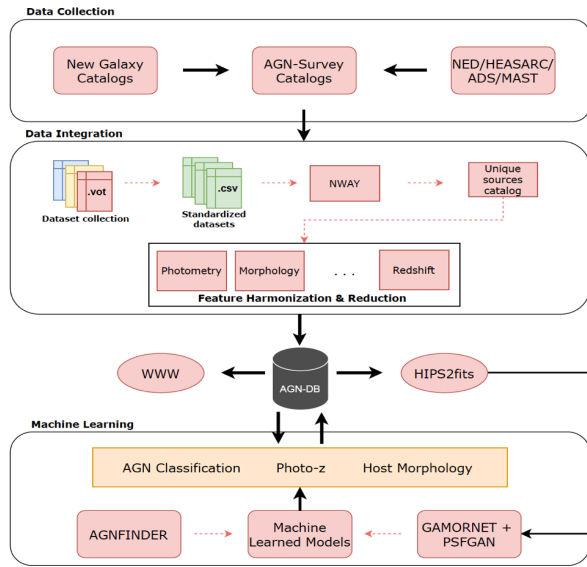 Data Collection
New Galaxy
Catalogs
AGN-Survey
Catalogs
NED/HEASARC/
ADS/MAST
Data Integration
.vot
Dataset collection
.csv
Standardized
datasets
NWAY
Unique
sources
catalog
Photometry
Morphology
. . .
Redshift
Feature Harmonization & Reduction
WWW
AGN-DB
HIPS2fits
Machine Learning
AGN Classification
Photo-z
Host Morphology
AGNFINDER
Machine
Learned Models
GAMORNET +
PSFGAN